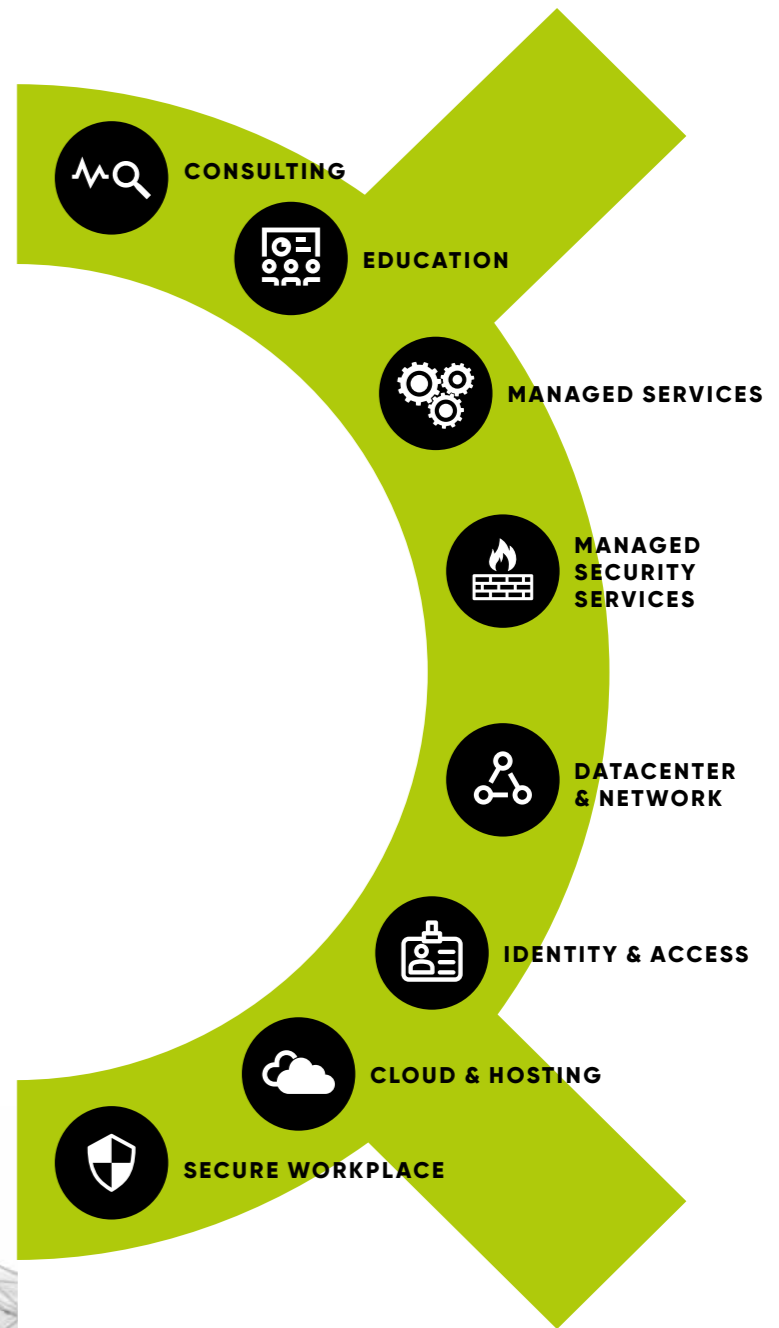 CONSULTING
EDUCATION
MANAGED SERVICES
MANAGED
SECURITY
SERVICES
DATACENTER
& NETWORK
IDENTITY & ACCESS
CLOUD & HOSTING
SECURE WORKPLACE